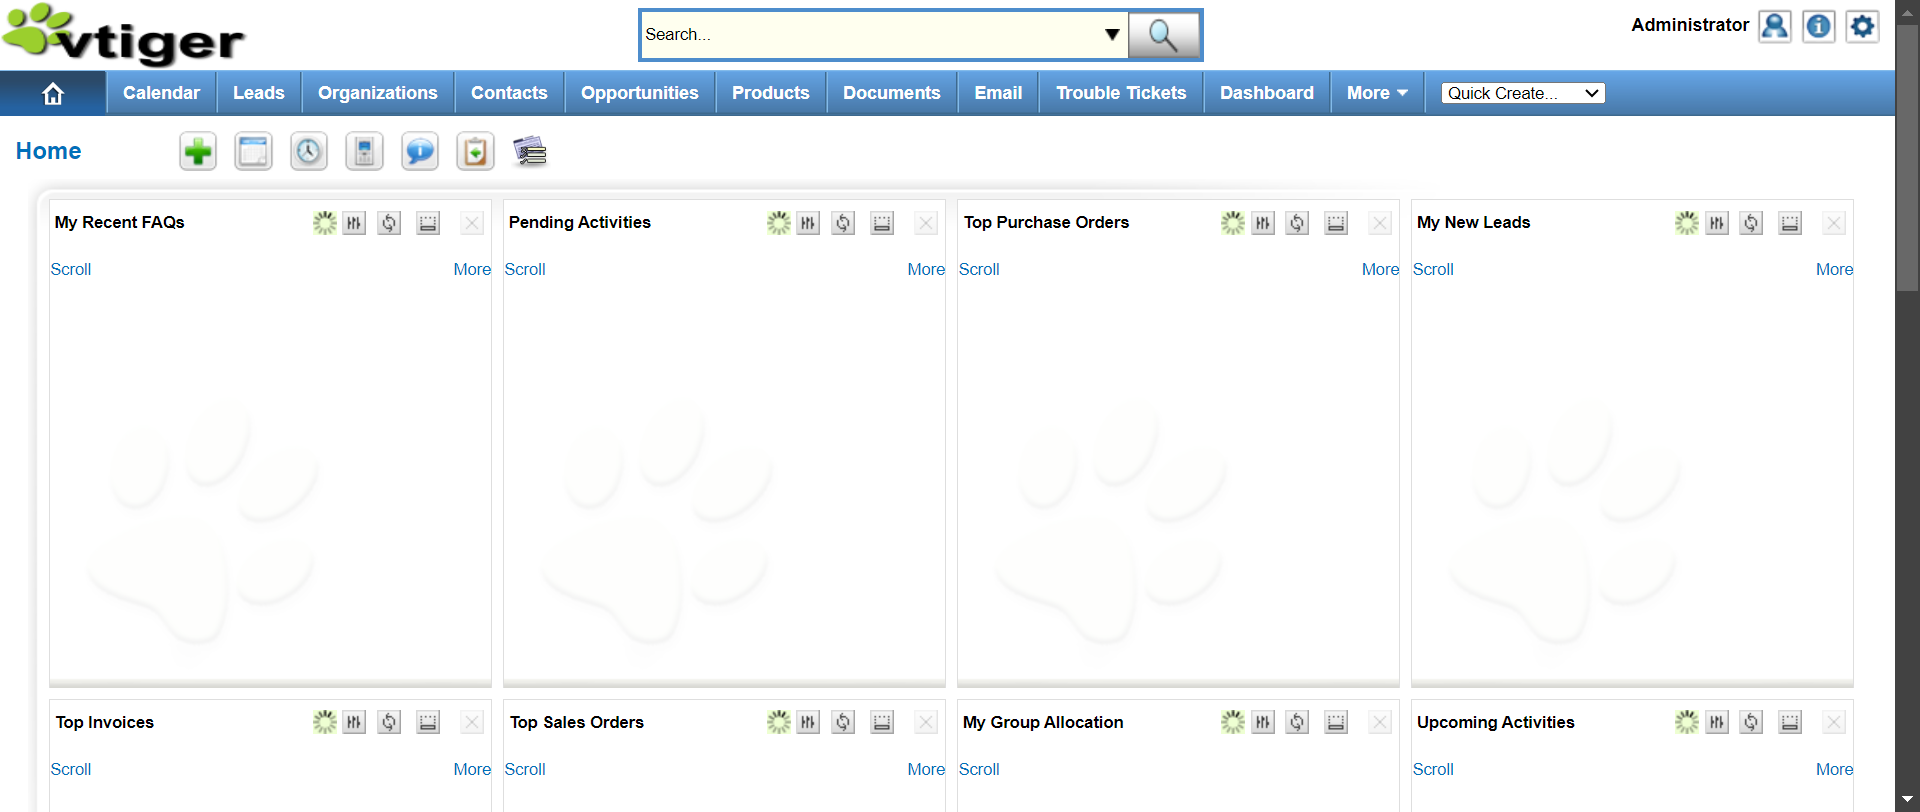 vtiger
Search...
Administrator
Calendar Leads Organizations Contacts Opportunities Products Documents Email Trouble Tickets Dashboard More Quick Create...
Home
My Recent FAQs Pending Activities Top Purchase Orders My New Leads
Scroll More Scroll More Scroll More Scroll More
Top Invoices Top Sales Orders My Group Allocation Upcoming Activities
Scroll More Scroll More Scroll Scroll More